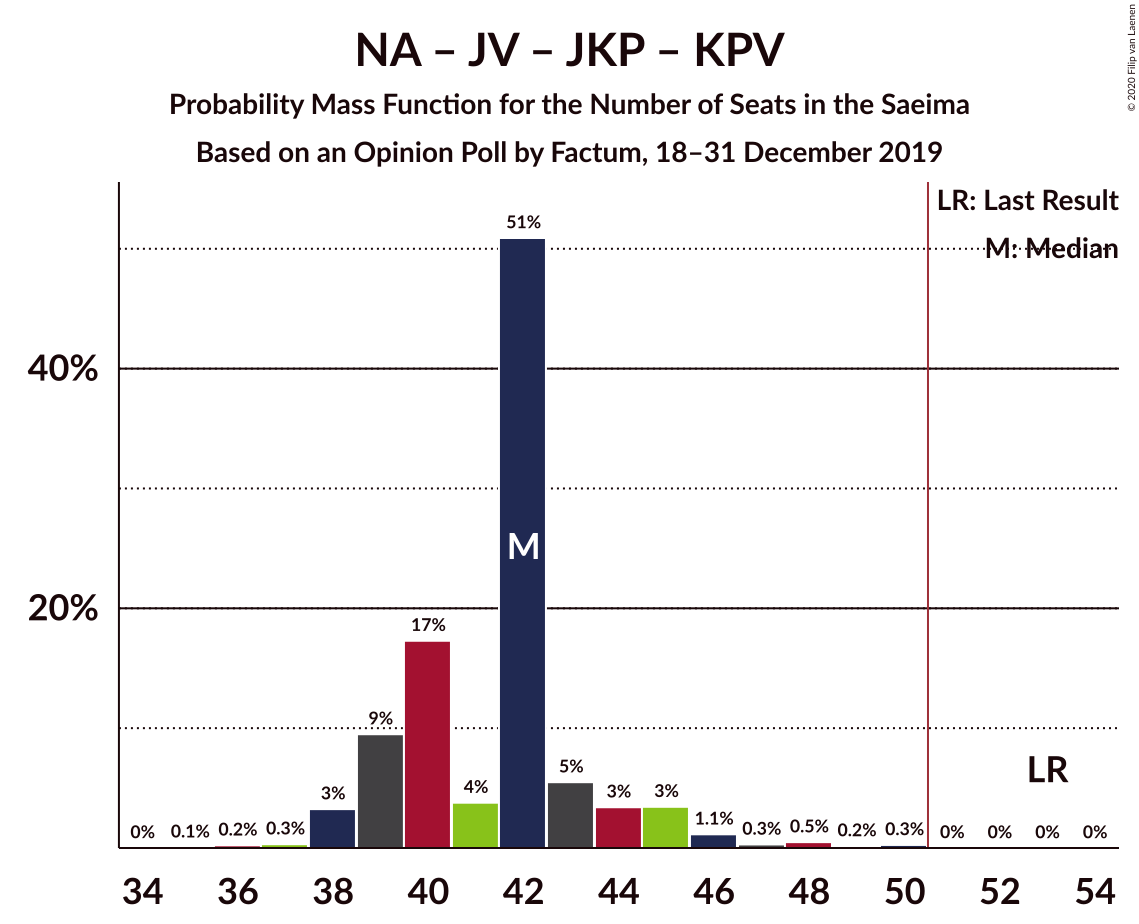 NA – JV – JKP – KPV
Probability Mass Function for the Number of Seats in the Saeima
Based on an Opinion Poll by Factum, 18–31 December 2019
© 2020 Filip van Laenen
LR: Last Result
M: Median
51%
40%
M
20%
17%
9%
5%
LR
3%
4%
3%
3%
0%
0.1%
0.2%
0.3%
1.1%
0.3%
0.5%
0.2%
0.3%
0%
0%
0%
0%
34 36 38 40 42 44 46 48 50 52 54